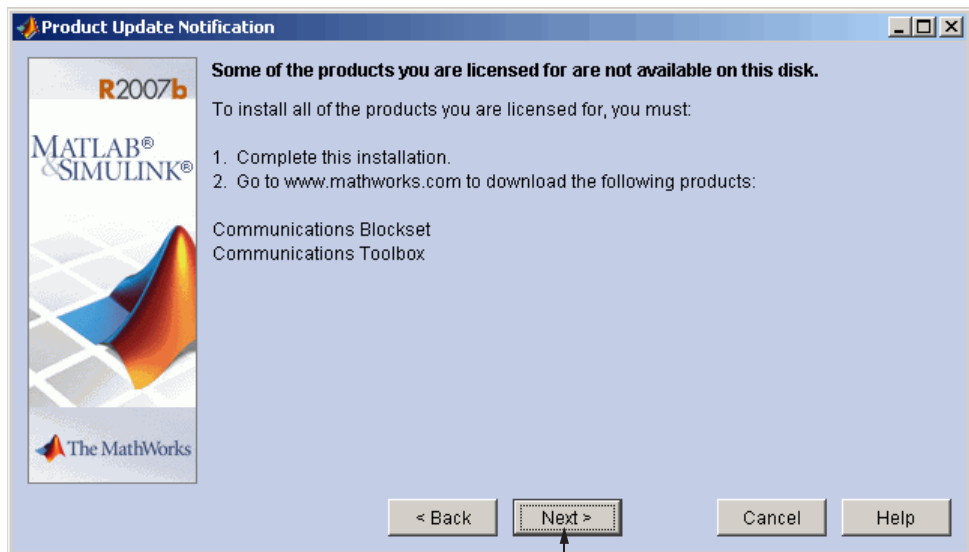 Product Update Notification
R2007b
MATLAB®
&SIMULINK®
The MathWorks
Some of the products you are licensed for are not available on this disk.
To install all of the products you are licensed for, you must:
1. Complete this installation.
2. Go to www.mathworks.com to download the following products:
Communications Blockset
Communications Toolbox
< Back
Next >
Cancel
Help